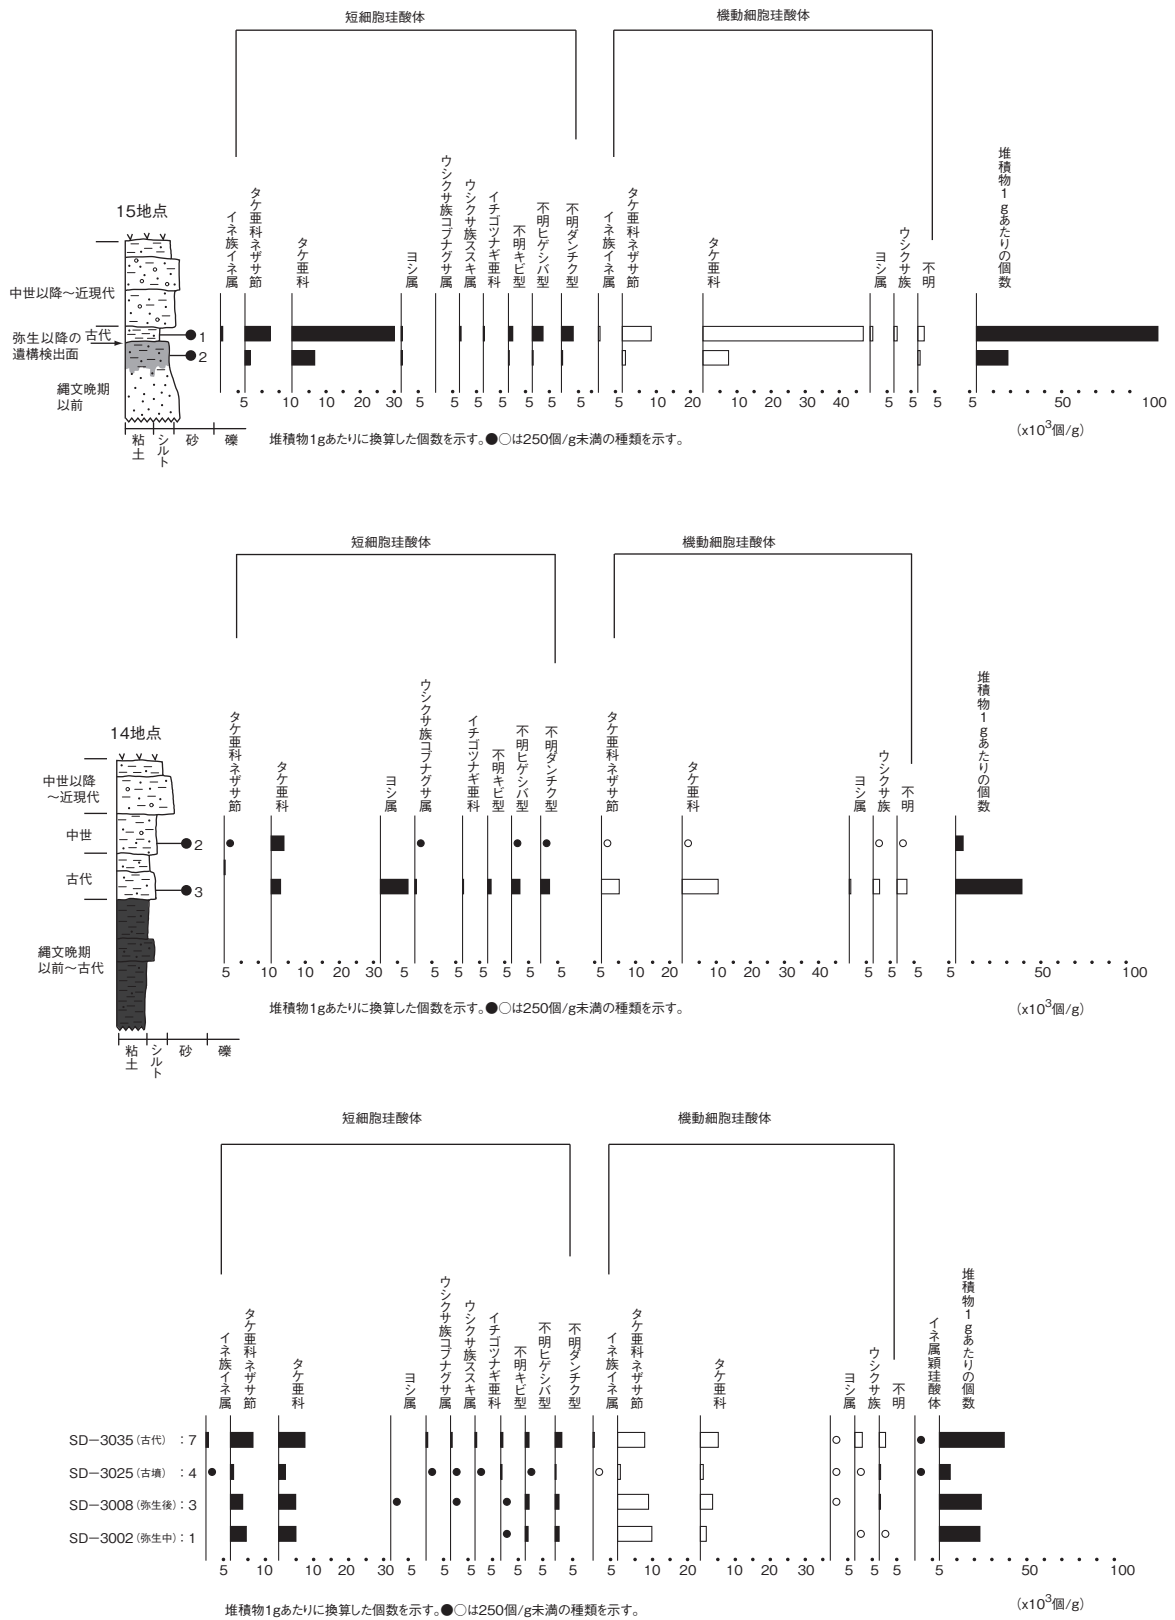 短細胞珪酸体
機動細胞珪酸体
イネ族イネ属
タケ亜科ネザサ節
タケ亜科
ヨシ属
ウシクサ族コブナグサ属
ウシクサ族ススキ属
イチゴツナギ亜科
不明キビ型
不明ヒゲシバ型
不明ダンチク型
イネ族イネ属
タケ亜科ネザサ節
タケ亜科
ヨシ属
ウシクサ族
不明
堆積物1gあたりの個数
15地点
中世以降~近現代
古代
弥生以降の
遺構検出面
縄文晩期
以前
1
2
5 10 10 20 30 5 5 5 5 5 5 5 5 10 20 10 20 30 40 5 5 5 5 50 100
粘土 シルト 砂 礫
堆積物1gあたりに換算した個数を示す。●○は250個/g未満の種類を示す。
(x10³個/g)
短細胞珪酸体
機動細胞珪酸体
タケ亜科ネザサ節
タケ亜科
ヨシ属
ウシクサ族コブナグサ属
イチゴツナギ亜科
不明キビ型
不明ヒゲシバ型
不明ダンチク型
タケ亜科ネザサ節
タケ亜科
ヨシ属
ウシクサ族
不明
堆積物1gあたりの個数
14地点
中世以降
~近現代
中世
古代
縄文晩期
以前~古代
2
3
5 10 10 20 30 5 5 5 5 5 5 5 10 20 10 20 30 40 5 5 5 5 50 100
粘土 シルト 砂 礫
堆積物1gあたりに換算した個数を示す。●○は250個/g未満の種類を示す。
(x10³個/g)
短細胞珪酸体
機動細胞珪酸体
イネ族イネ属
タケ亜科ネザサ節
タケ亜科
ヨシ属
ウシクサ族コブナグサ属
ウシクサ族ススキ属
イチゴツナギ亜科
不明キビ型
不明ヒゲシバ型
不明ダンチク型
イネ族イネ属
タケ亜科ネザサ節
タケ亜科
ヨシ属
ウシクサ族
不明
イネ属穎珪酸体
堆積物1gあたりの個数
SD-3035(古代):7
SD-3025(古墳):4
SD-3008(弥生後):3
SD-3002(弥生中):1
5 10 10 20 30 5 5 5 5 5 5 5 5 10 20 10 20 30 5 5 5 5 5 50 100
堆積物1gあたりに換算した個数を示す。●○は250個/g未満の種類を示す。
(x10³個/g)